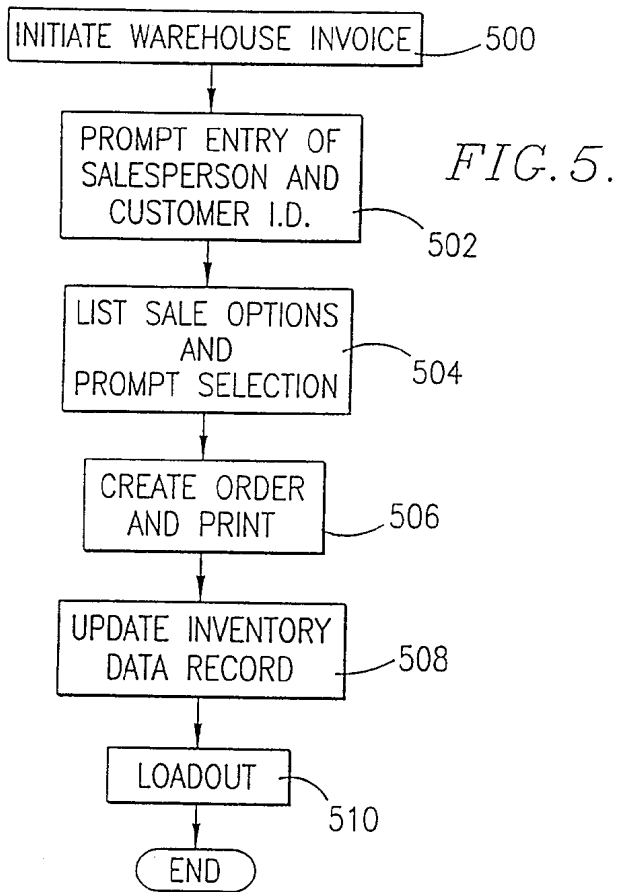 INITIATE WAREHOUSE INVOICE
500
PROMPT ENTRY OF
SALESPERSON AND
CUSTOMER I.D.
502
FIG. 5.
LIST SALE OPTIONS
AND
PROMPT SELECTION
504
CREATE ORDER
AND PRINT
506
UPDATE INVENTORY
DATA RECORD
508
LOADOUT
510
END